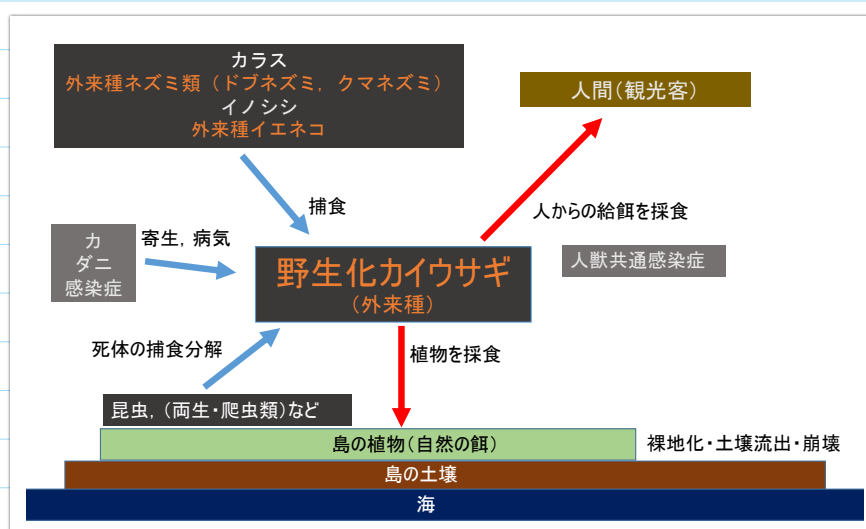 カラス
外来種ネズミ類（ドブネズミ，クマネズミ）
イノシシ
外来種イエネコ
人間（観光客）
捕食
人からの給餌を採食
カ
ダニ
感染症
寄生，病気
野生化カイウサギ
（外来種）
人獣共通感染症
死体の捕食分解
植物を採食
昆虫，（両生・爬虫類）など
島の植物（自然の餌）
裸地化・土壌流出・崩壊
島の土壌
海